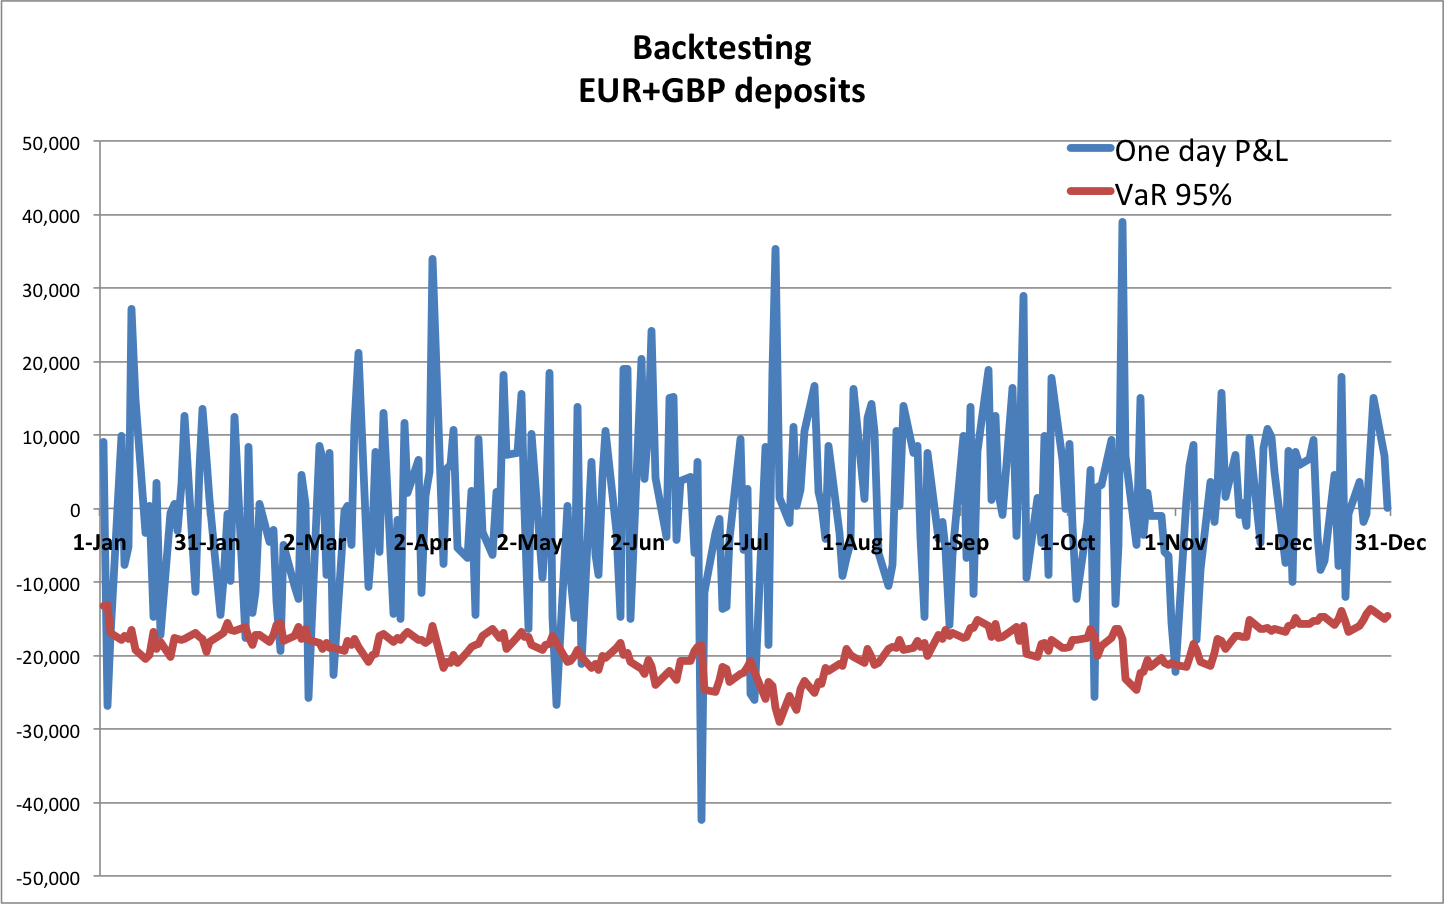 Backtesting
EUR+GBP deposits
50,000
One day P&L
VaR 95%
40,000
30,000
20,000
10,000
0
1-Jan 31-Jan 2-Mar 2-Apr 2-May 2-Jun 2-Jul 1-Aug 1-Sep 1-Oct 1-Nov 1-Dec 31-Dec
-10,000
-20,000
-30,000
-40,000
-50,000